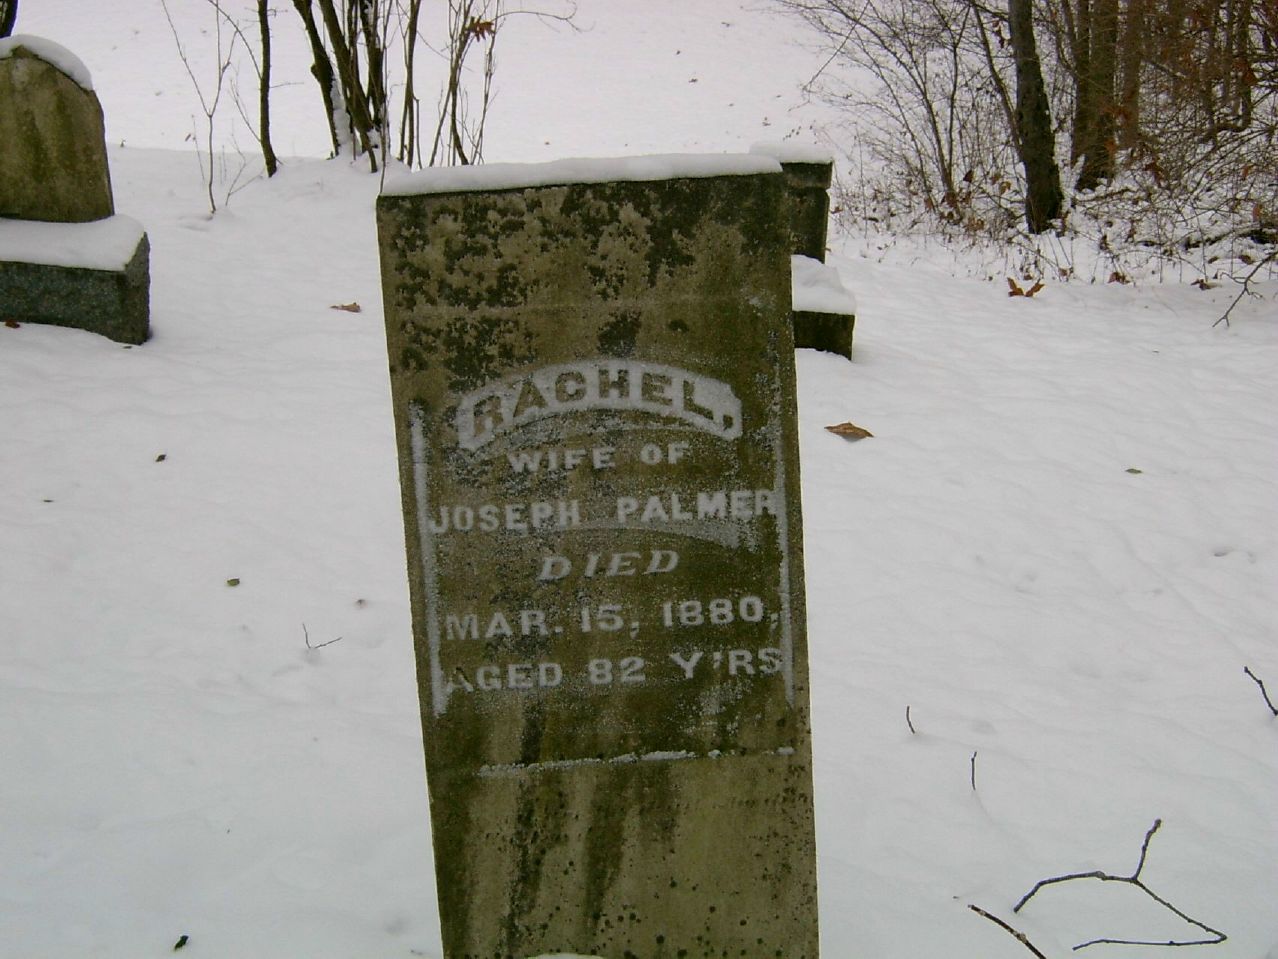 RACHEL,
WIFE OF
JOSEPH PALMER
DIED
MAR. 15, 1880,
AGED 82 Y'RS